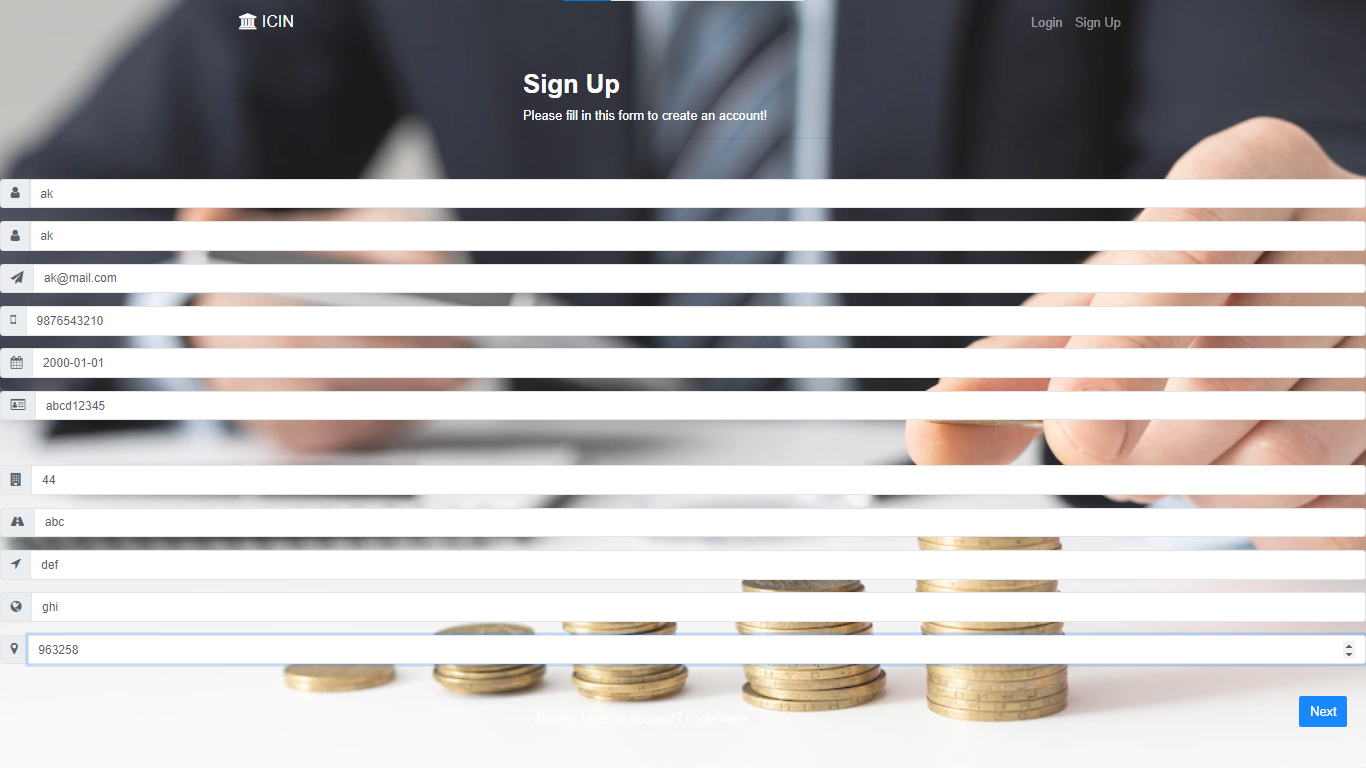 ICIN
Login Sign Up
Sign Up
Please fill in this form to create an account!
ak
ak
ak@mail.com
9876543210
2000-01-01
abcd12345
44
abc
def
ghi
963258
Already have an account? Login here.
Next